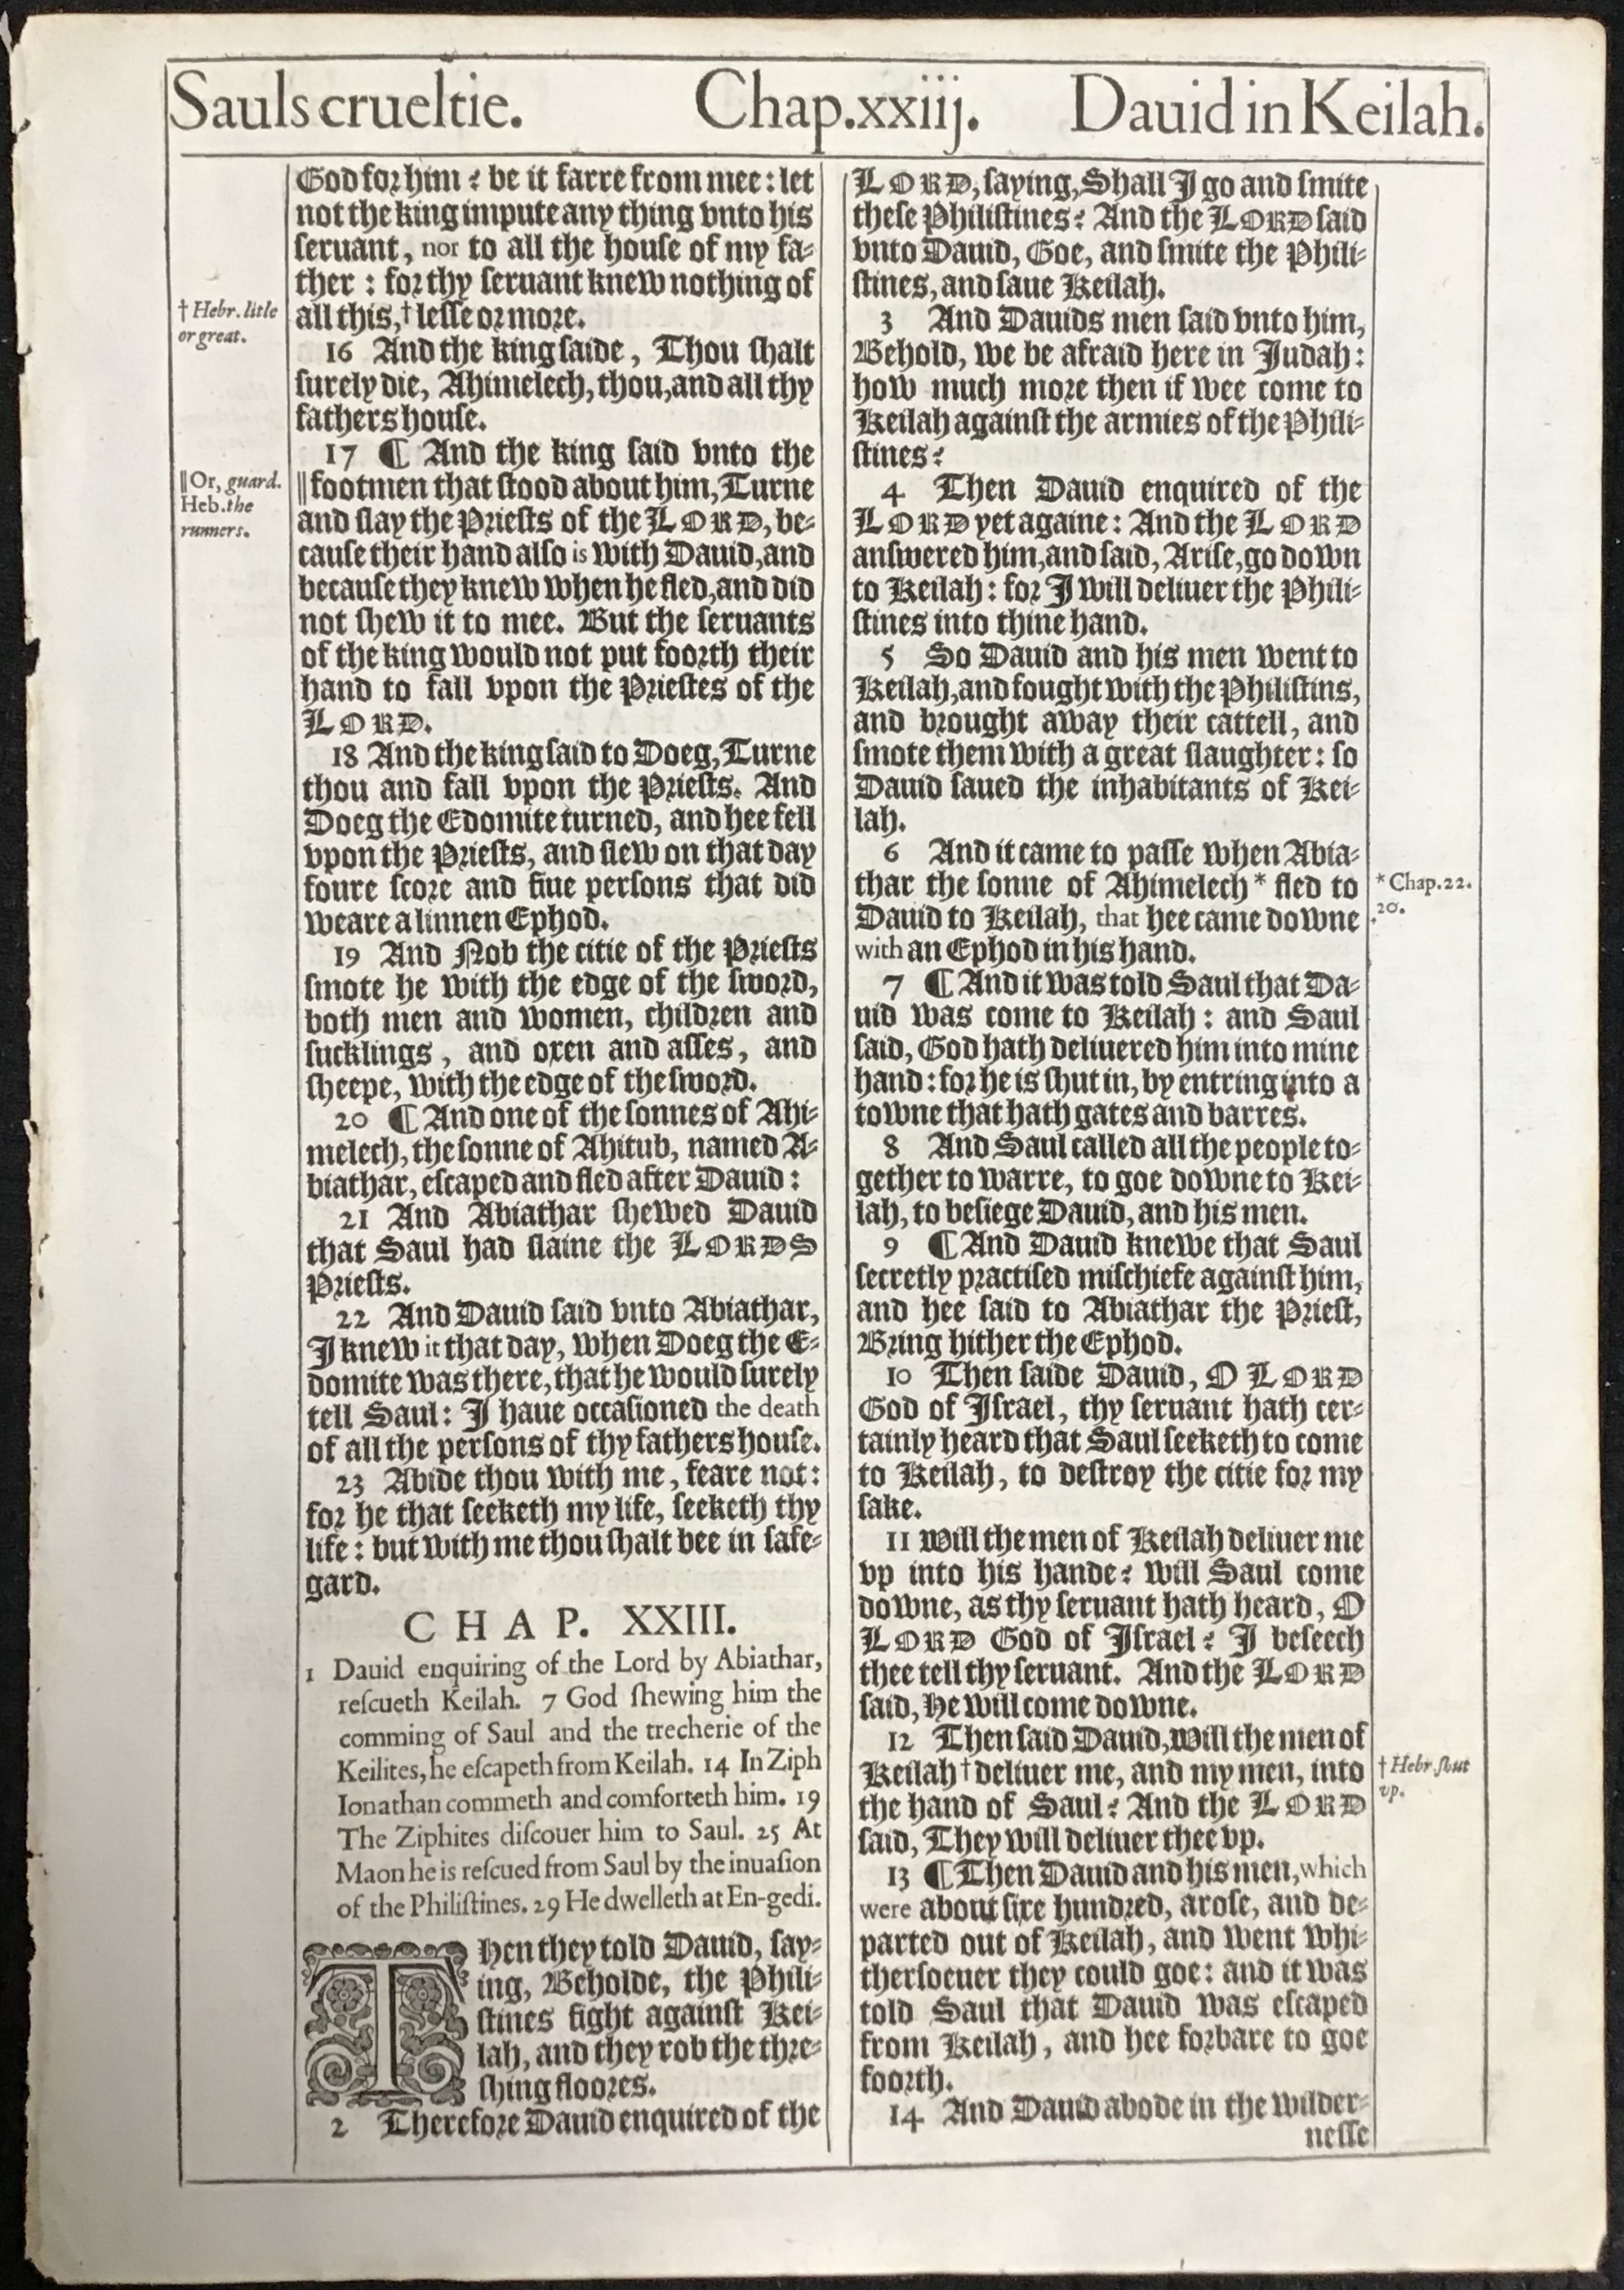 Sauls crueltie. Chap.xxiij. Dauid in Keilah.
God for him? be it farre from mee: let
not the king impute any thing vnto his
seruant, nor to all the house of my fa-
ther : for thy seruant knew nothing of
all this,† lesse or more.
† Hebr. litle
or great.
16 And the king saide, Thou shalt
surely die, Ahimelech, thou,and all thy
fathers house.
17 ¶ And the king said vnto the
‖footmen that stood about him, Turne
and slay the Priests of the LORD, be-
cause their hand also is with Dauid,and
because they knew when he fled,and did
not shew it to mee. But the seruants
of the king would not put foorth their
hand to fall vpon the Priestes of the
LORD.
‖Or, guard.
Heb.the
runners.
18 And the king said to Doeg, Turne
thou and fall vpon the Priests. And
Doeg the Edomite turned, and hee fell
vpon the Priests, and slew on that day
foure score and fiue persons that did
weare a linnen Ephod.
19 And Nob the citie of the Priests
smote he with the edge of the sword,
both men and women, children and
sucklings , and oxen and asses, and
sheepe, with the edge of the sword.
20 ¶ And one of the sonnes of Ahi-
melech, the sonne of Ahitub, named A-
biathar, escaped and fled after Dauid :
21 And Abiathar shewed Dauid
that Saul had slaine the LORDS
Priests.
22 And Dauid said vnto Abiathar,
I knew it that day, when Doeg the E-
domite was there, that he would surely
tell Saul: I haue occasioned the death
of all the persons of thy fathers house.
23 Abide thou with me, feare not:
for he that seeketh my life, seeketh thy
life : but with me thou shalt bee in safe-
gard.
CHAP. XXIII.
1 Dauid enquiring of the Lord by Abiathar,
reſcueth Keilah. 7 God ſhewing him the
comming of Saul and the trecherie of the
Keilites, he eſcapeth from Keilah. 14 In Ziph
Ionathan commeth and comforteth him. 19
The Ziphites diſcouer him to Saul. 25 At
Maon he is reſcued from Saul by the inuaſion
of the Philiſtines. 29 He dwelleth at En-gedi.
Then they told Dauid, say-
ing, Beholde, the Phili-
stines fight against Kei-
lah, and they rob the thre-
shing floores.
2 Therefore Dauid enquired of the
LORD, saying, Shall I go and smite
these Philistines? And the LORD said
vnto Dauid, Goe, and smite the Phili-
stines, and saue Keilah.
3 And Dauids men said vnto him,
Behold, we be afraid here in Judah:
how much more then if wee come to
Keilah against the armies of the Phili-
stines?
4 Then Dauid enquired of the
LORD yet againe: And the LORD
answered him,and said, Arise,go down
to Keilah : for I will deliuer the Phili-
stines into thine hand.
5 So Dauid and his men went to
Keilah,and fought with the Philistins,
and brought away their cattell, and
smote them with a great slaughter: so
Dauid saued the inhabitants of Kei-
lah.
6 And it came to passe when Abia-
thar the sonne of Ahimelech * fled to
Dauid to Keilah, that hee came downe
with an Ephod in his hand.
* Chap.22.
20.
7 ¶ And it was told Saul that Da-
uid was come to Keilah : and Saul
said, God hath deliuered him into mine
hand : for he is shut in, by entring into a
towne that hath gates and barres.
8 And Saul called all the people to-
gether to warre, to goe downe to Kei-
lah, to besiege Dauid, and his men.
9 ¶ And Dauid knewe that Saul
secretly practised mischiefe against him,
and hee said to Abiathar the Priest,
Bring hither the Ephod.
10 Then saide Dauid, O LORD
God of Israel, thy seruant hath cer-
tainly heard that Saul seeketh to come
to Keilah, to destroy the citie for my
sake.
11 Will the men of Keilah deliuer me
vp into his hande? will Saul come
downe, as thy seruant hath heard, O
LORD God of Israel? I beseech
thee tell thy seruant. And the LORD
said, He will come downe.
12 Then said Dauid, Will the men of
Keilah † deliuer me, and my men, into
the hand of Saul? And the LORD
said, They will deliuer thee vp.
† Hebr. ſhut
vp.
13 ¶ Then Dauid and his men, which
were about sixe hundred, arose, and de-
parted out of Keilah, and went whi-
thersoeuer they could goe: and it was
told Saul that Dauid was escaped
from Keilah, and hee forbare to goe
foorth.
14 And Dauid abode in the wilder-
nesse